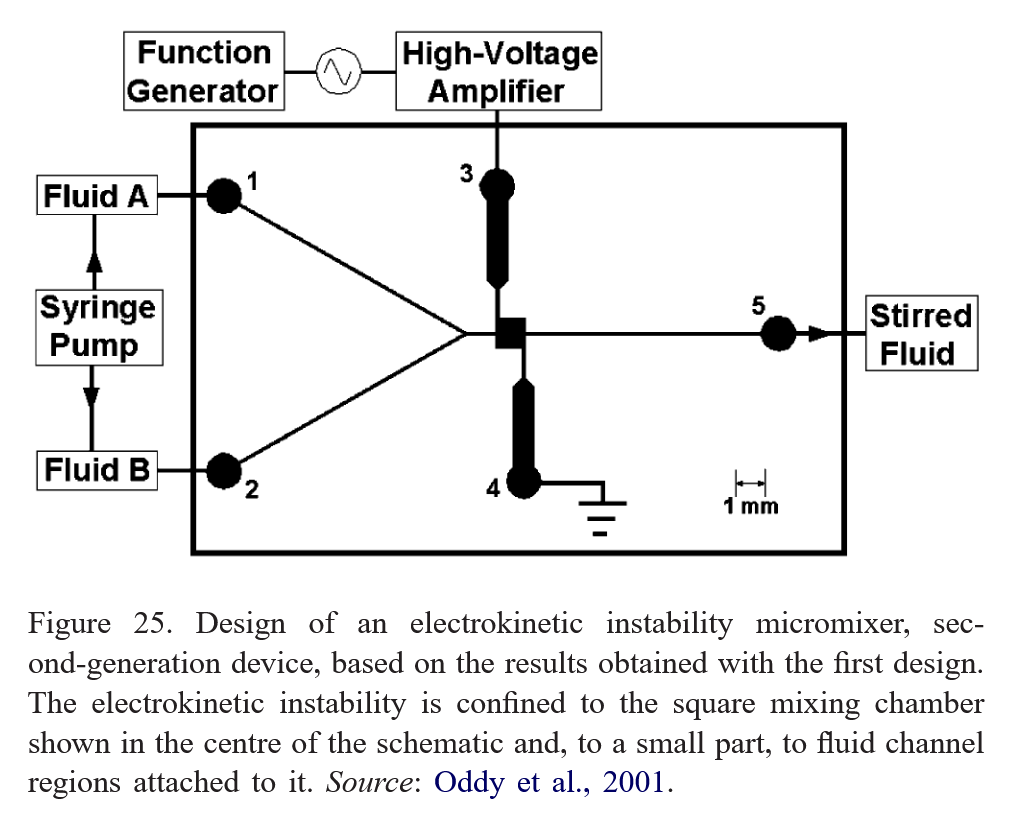 Function
Generator
High-Voltage
Amplifier
1
3
Fluid A
Syringe
Pump
5
Stirred
Fluid
Fluid B
2
4
1 mm
Figure 25. Design of an electrokinetic instability micromixer, sec-
ond-generation device, based on the results obtained with the first design.
The electrokinetic instability is confined to the square mixing chamber
shown in the centre of the schematic and, to a small part, to fluid channel
regions attached to it. Source: Oddy et al., 2001.